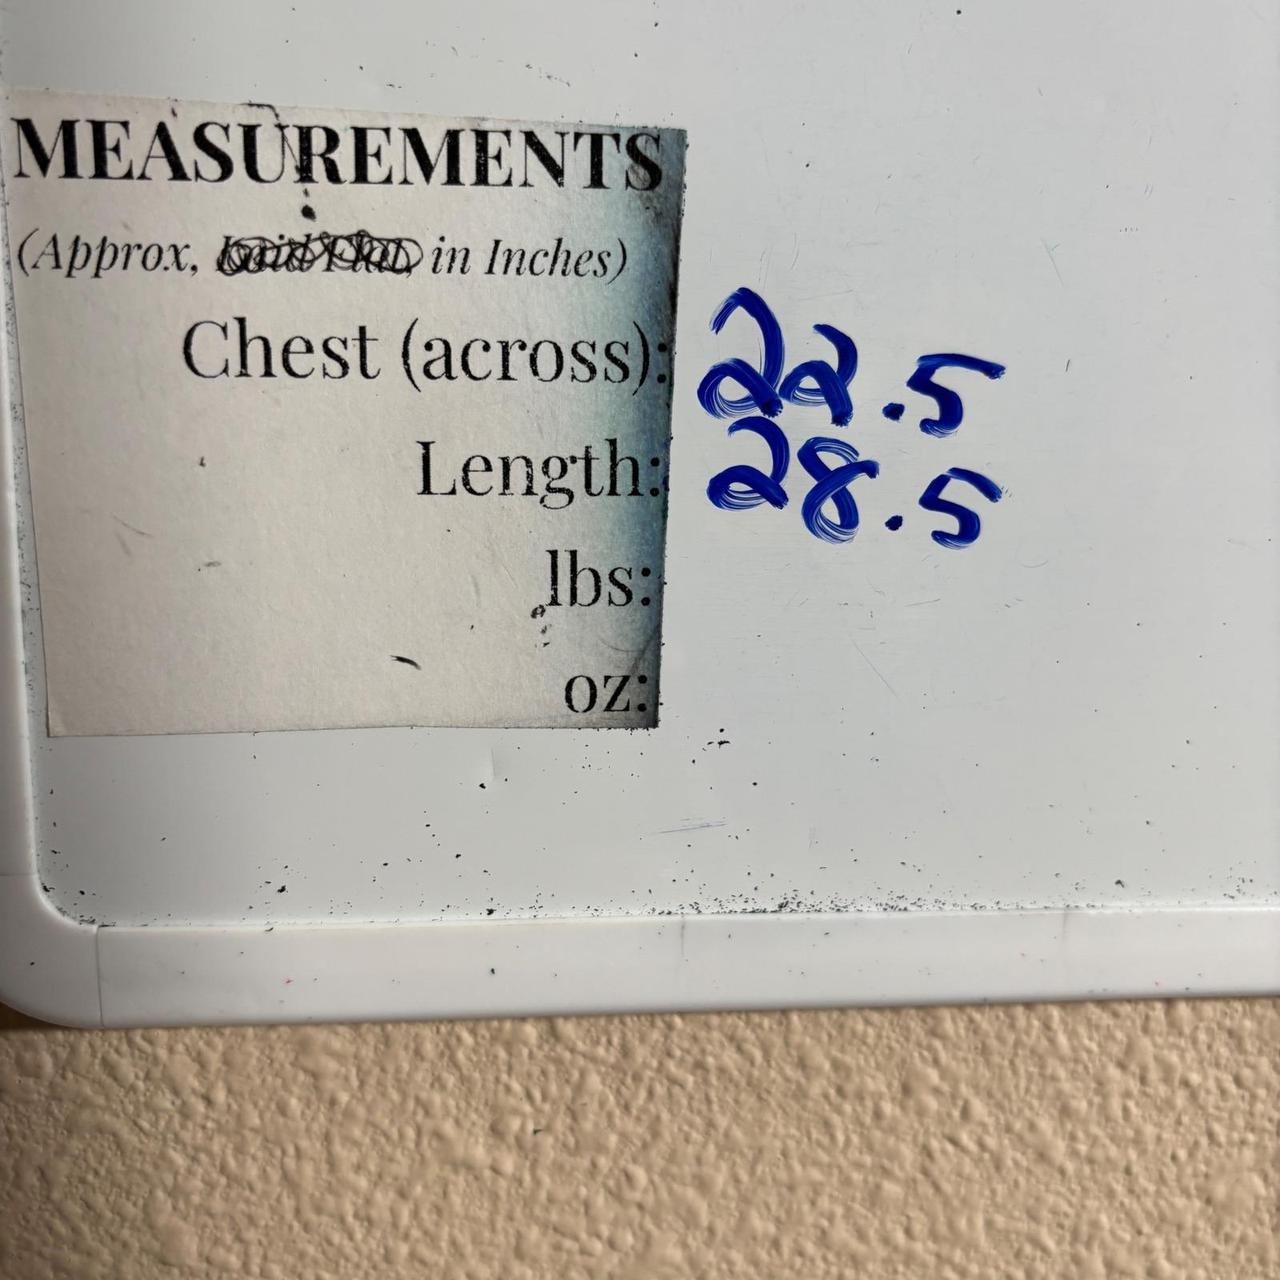 MEASUREMENTS
(Approx, in Inches)
Chest (across): 22.5
Length: 28.5
lbs:
oz: